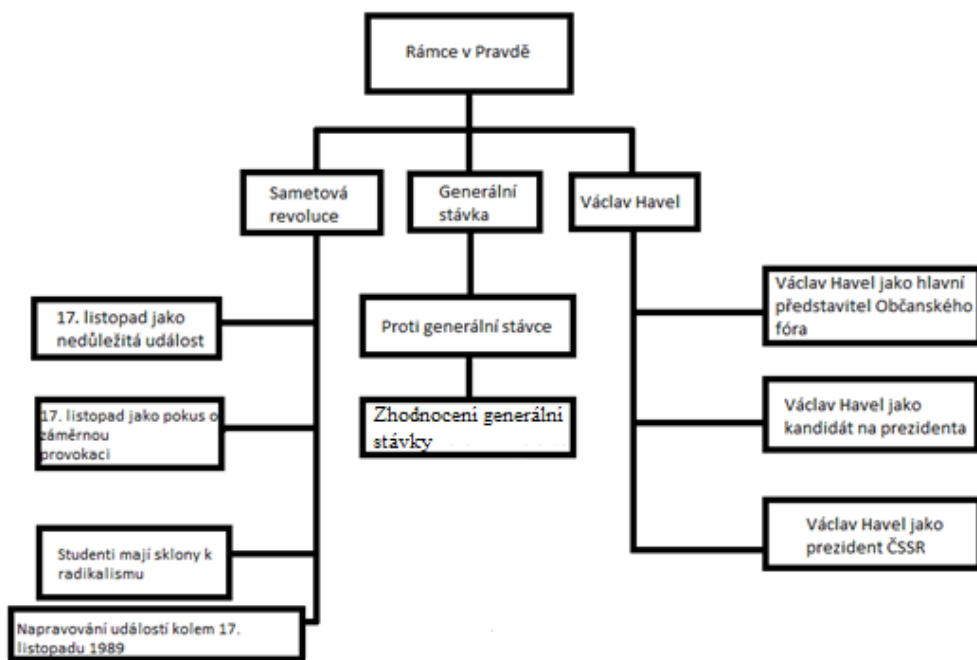 Rámce v Pravdě
Sametová
revoluce
Generální
stávka
Václav Havel
17. listopad jako
nedůležitá událost
17. listopad jako pokus o
záměrnou
provokaci
Studenti mají sklony k
radikalismu
Napravování událostí kolem 17.
listopadu 1989
Proti generální stávce
Zhodnoceni generální
stávky
Václav Havel jako hlavní
představitel Občanského
fóra
Václav Havel jako
kandidát na prezidenta
Václav Havel jako
prezident ČSSR